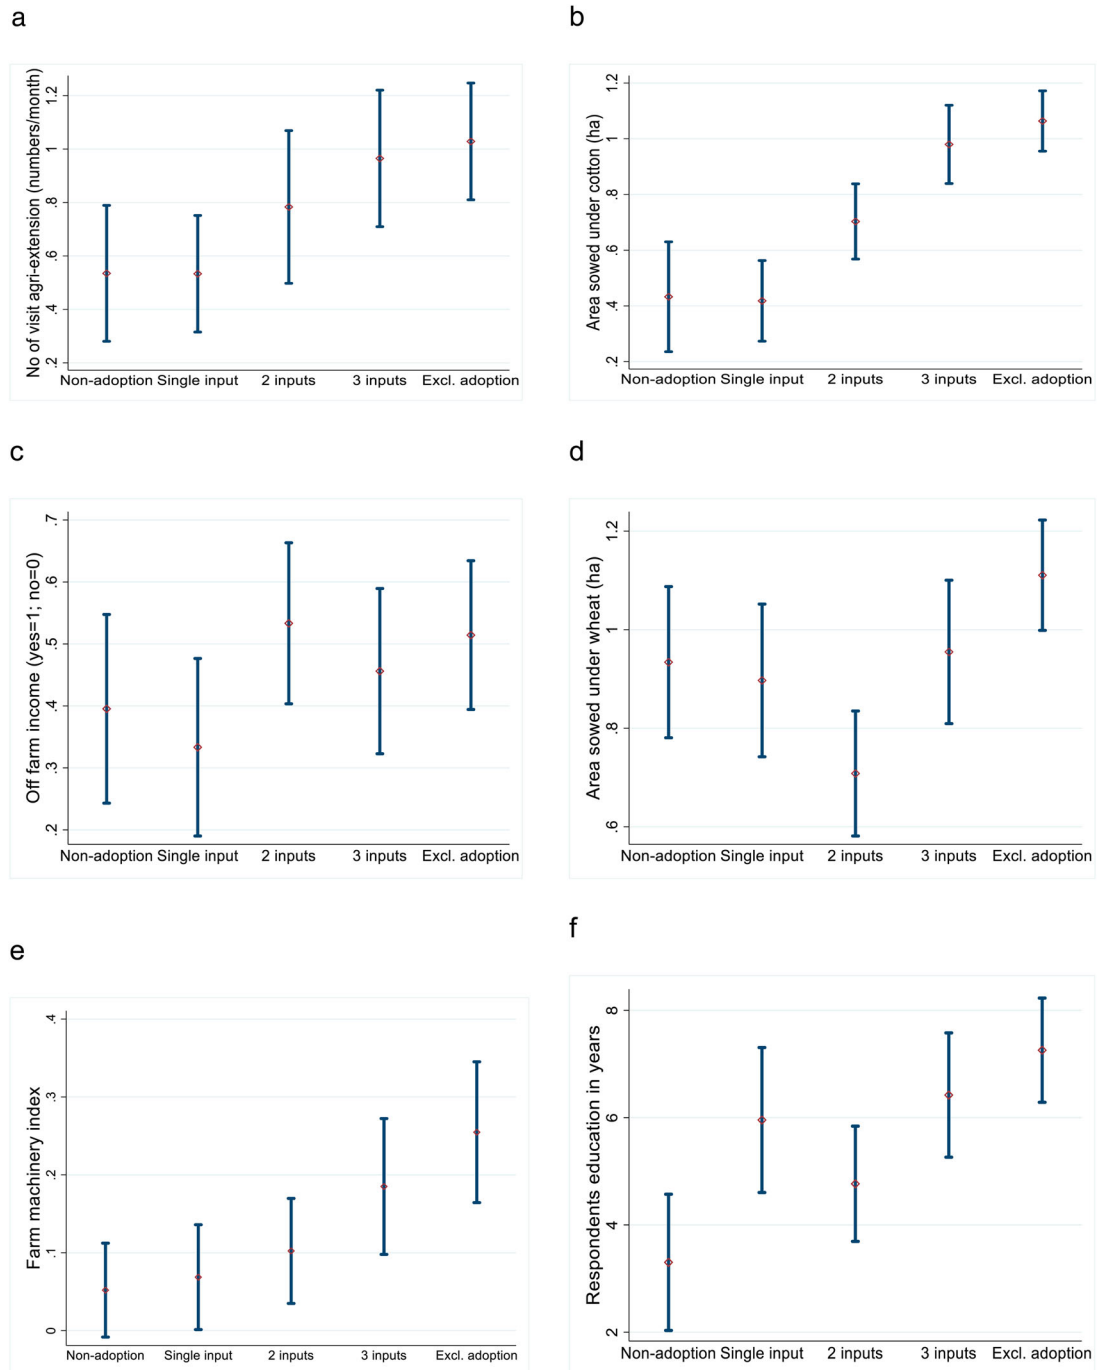 a
b
No of visit agri-extension (numbers/month)
1.2
1
.8
.6
.4
.2
Non-adoption Single input 2 inputs 3 inputs Excl. adoption
Area sowed under cotton (ha)
1.2
1
.8
.6
.4
.2
Non-adoption Single input 2 inputs 3 inputs Excl. adoption
c
d
Off farm income (yes=1; no=0)
.7
.6
.5
.4
.3
.2
Non-adoption Single input 2 inputs 3 inputs Excl. adoption
Area sowed under wheat (ha)
1.2
1
.8
.6
Non-adoption Single input 2 inputs 3 inputs Excl. adoption
e
f
Farm machinery index
.4
.3
.2
.1
0
Non-adoption Single input 2 inputs 3 inputs Excl. adoption
Respondents education in years
8
6
4
2
Non-adoption Single input 2 inputs 3 inputs Excl. adoption